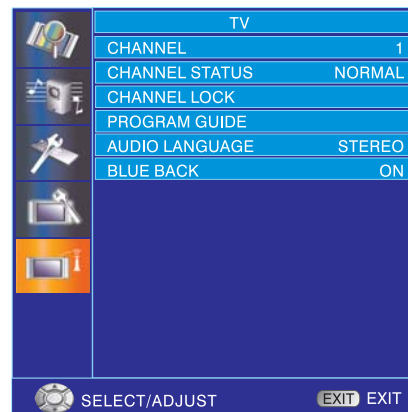 TV
CHANNEL 1
CHANNEL STATUS NORMAL
CHANNEL LOCK
PROGRAM GUIDE
AUDIO LANGUAGE STEREO
BLUE BACK ON
SELECT/ADJUST EXIT EXIT